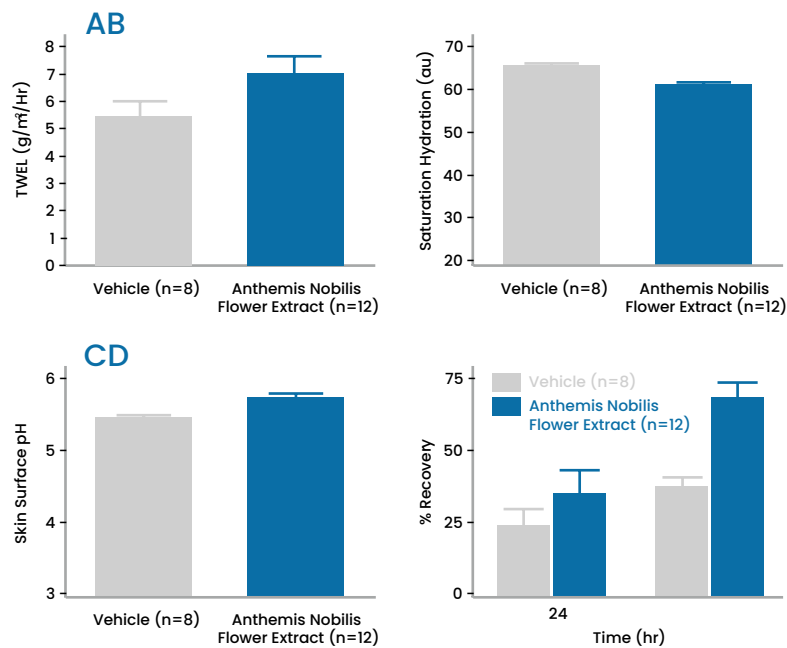 AB
TWEL (g/m²/Hr)
8
7
6
5
4
3
2
1
0
Vehicle (n=8)
Anthemis Nobilis
Flower Extract (n=12)
Saturation Hydration (au)
70
60
50
40
30
20
Vehicle (n=8)
Anthemis Nobilis
Flower Extract (n=12)
CD
Skin Surface pH
6
5
4
3
Vehicle (n=8)
Anthemis Nobilis
Flower Extract (n=12)
% Recovery
75
50
25
0
Vehicle (n=8)
Anthemis Nobilis
Flower Extract (n=12)
24
Time (hr)